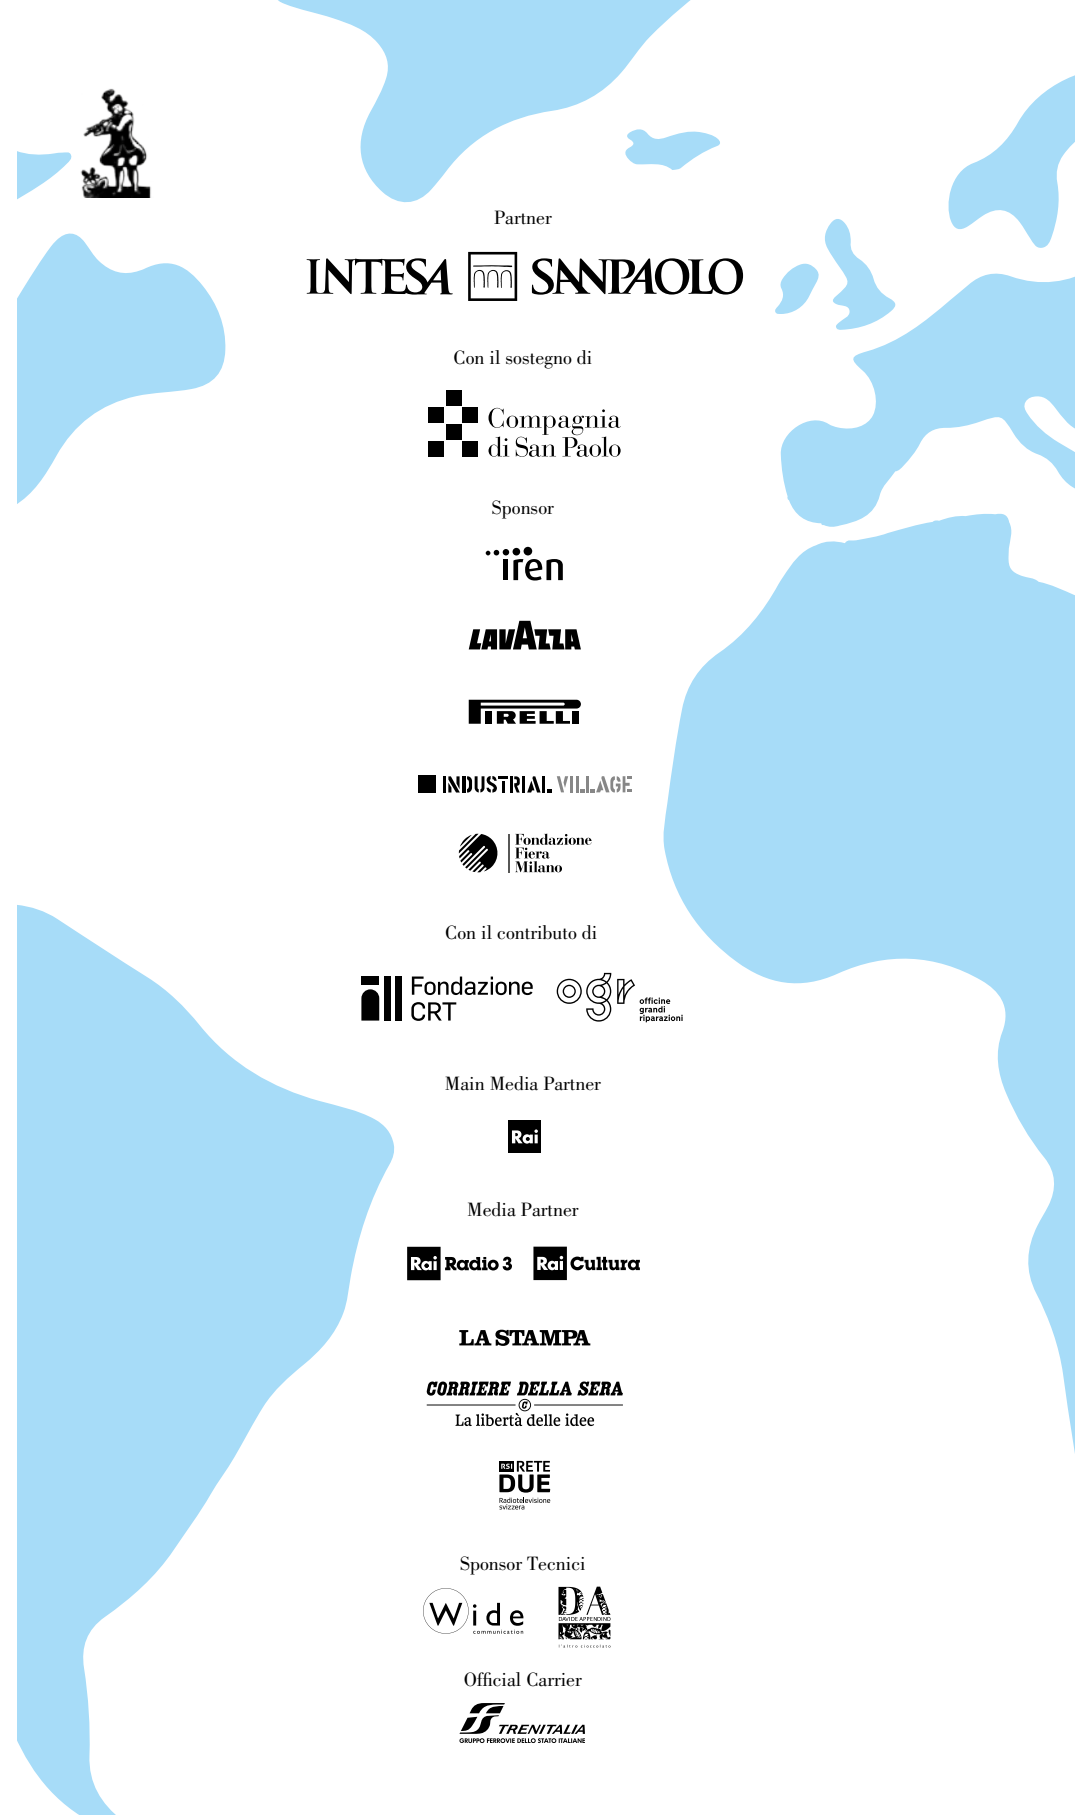 Partner
INTESA SANPAOLO
Con il sostegno di
Compagnia
di San Paolo
Sponsor
iren
LAVAZZA
PIRELLI
INDUSTRIAL VILLAGE
Fondazione
Fiera
Milano
Con il contributo di
Fondazione
CRT
ogr
officine
grandi
riparazioni
Main Media Partner
Rai
Media Partner
Rai Radio 3
Rai Cultura
LA STAMPA
CORRIERE DELLA SERA
C
La libertà delle idee
RSI RETE
DUE
Radiotelevisione
svizzera
Sponsor Tecnici
Wide
communication
DA
DAVIDE APPENDINO
l'altro cioccolato
Official Carrier
TRENITALIA
GRUPPO FERROVIE DELLO STATO ITALIANE